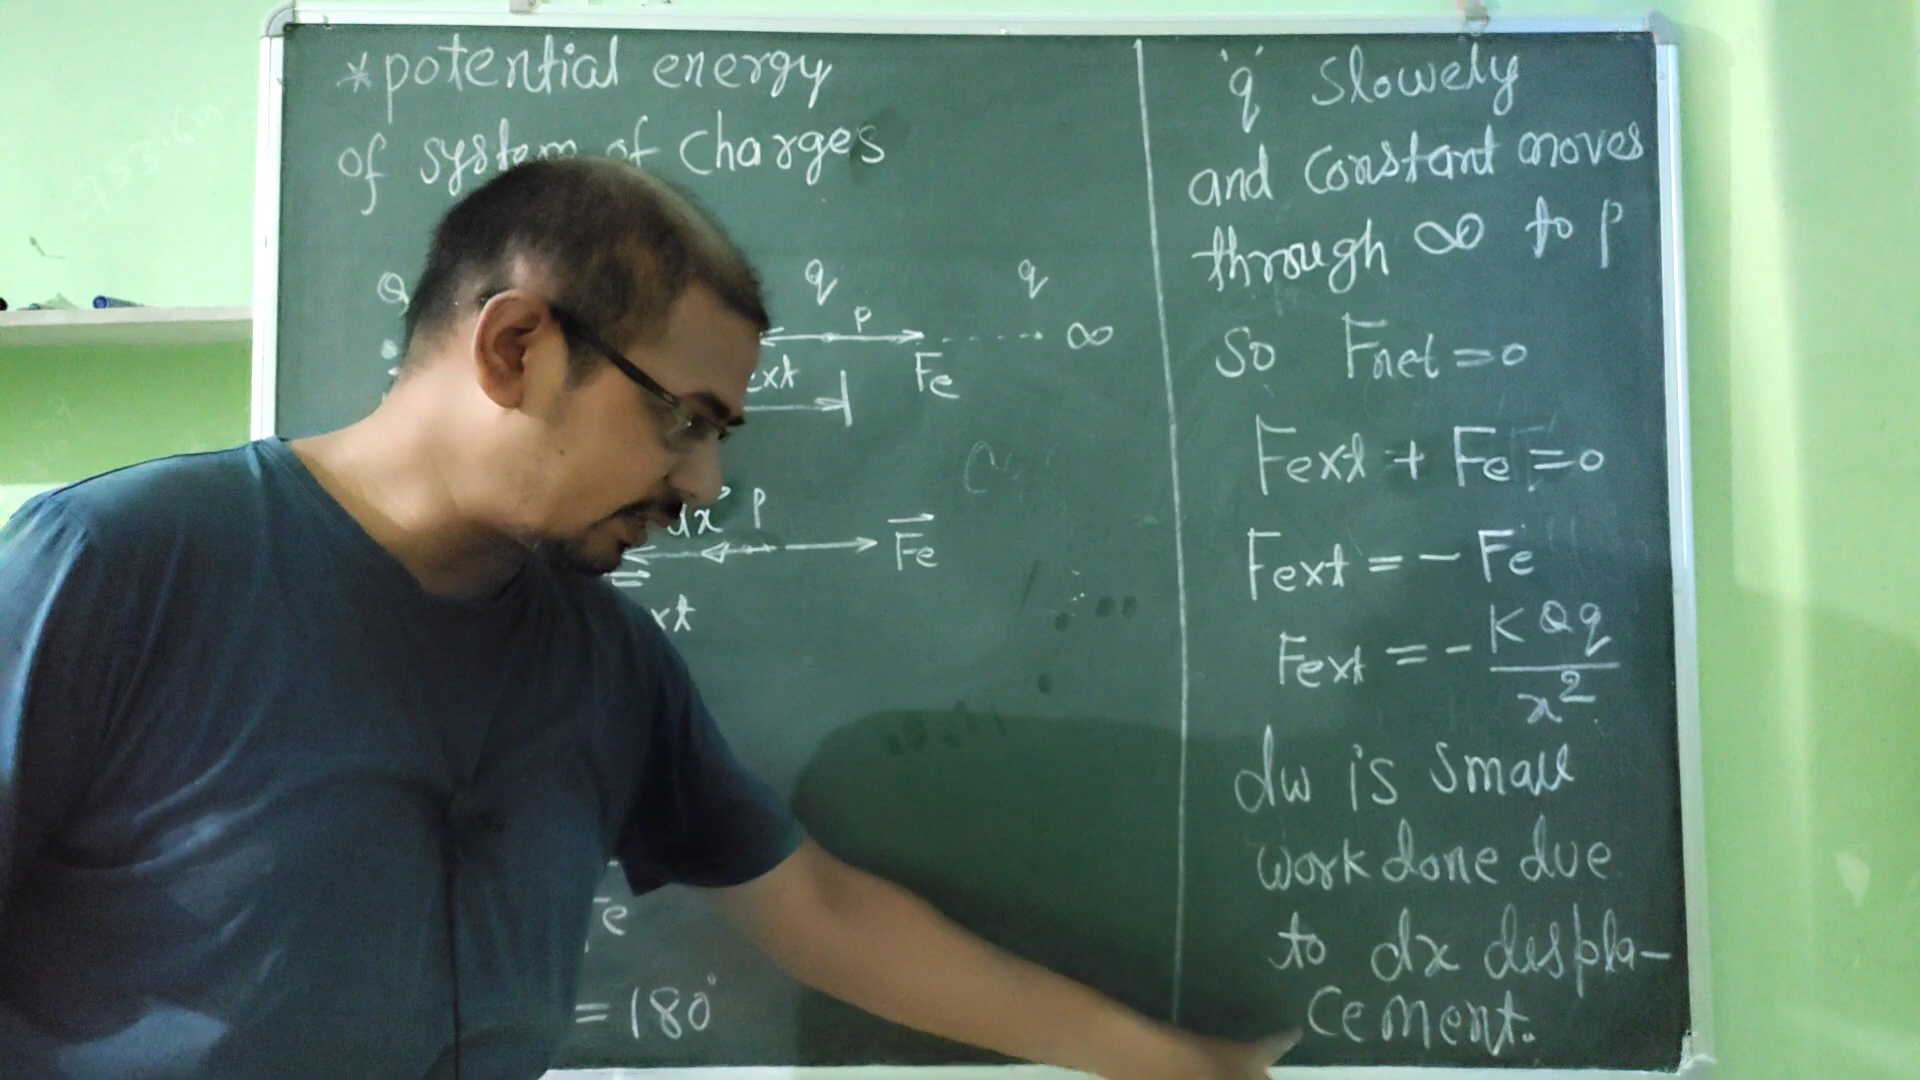 *potential energy
of system of charges
Q q q
P
ext Fe ∞
dx P
Fe
xt
Fe
= 180°
'q' Slowely
and constant moves
through ∞ to P
So Fnet = 0
Fext + Fe = 0
Fext = - Fe
Fext = - KQq
x²
dw is small
work done due
to dx displa-
cement.